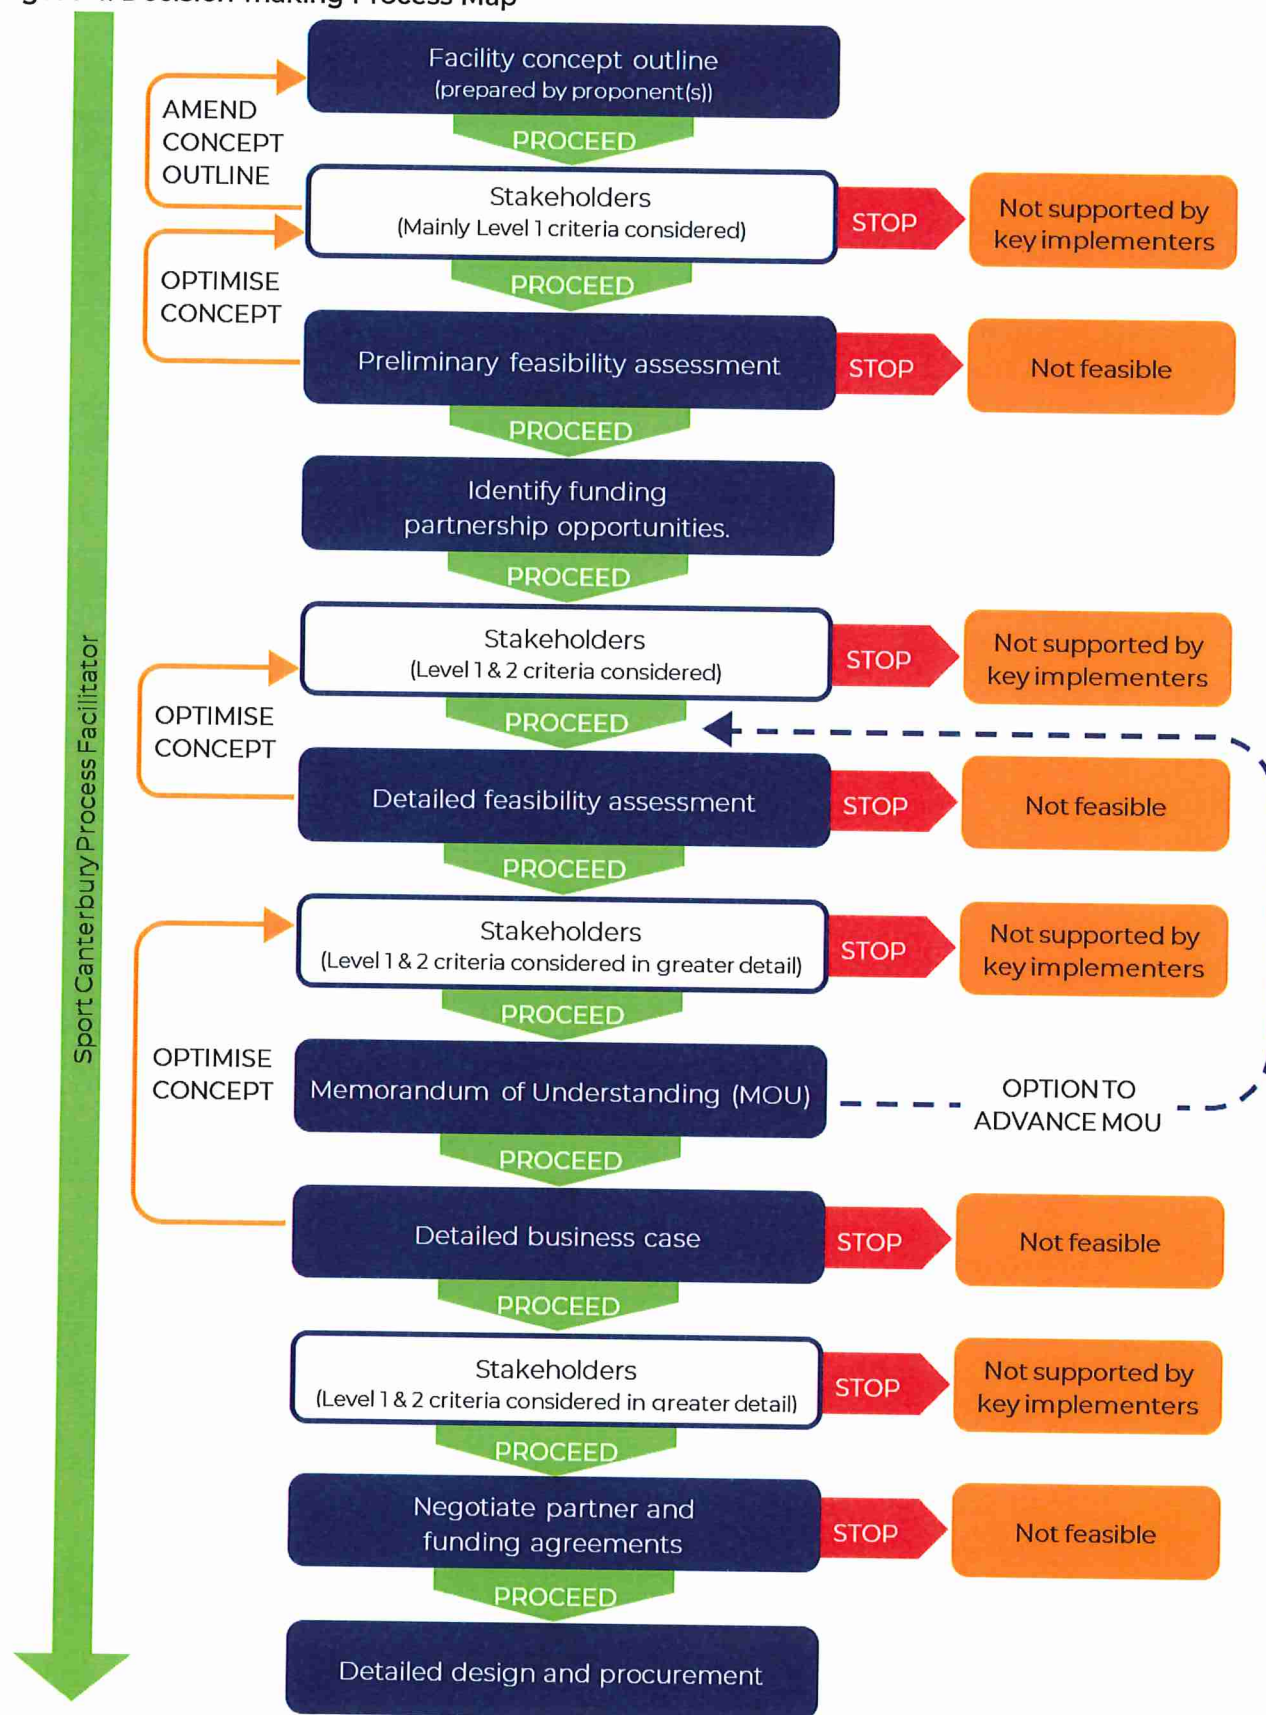 Decision-making Process Map
Facility concept outline
(prepared by proponent(s))
AMEND
CONCEPT
OUTLINE
PROCEED
Stakeholders
(Mainly Level 1 criteria considered)
STOP
Not supported by
key implementers
PROCEED
OPTIMISE
CONCEPT
Preliminary feasibility assessment
STOP
Not feasible
PROCEED
Identify funding
partnership opportunities.
PROCEED
Stakeholders
(Level 1 & 2 criteria considered)
STOP
Not supported by
key implementers
PROCEED
OPTIMISE
CONCEPT
Detailed feasibility assessment
STOP
Not feasible
PROCEED
Stakeholders
(Level 1 & 2 criteria considered in greater detail)
STOP
Not supported by
key implementers
PROCEED
OPTIMISE
CONCEPT
Memorandum of Understanding (MOU)
OPTION TO
ADVANCE MOU
PROCEED
Detailed business case
STOP
Not feasible
PROCEED
Stakeholders
(Level 1 & 2 criteria considered in greater detail)
STOP
Not supported by
key implementers
PROCEED
Negotiate partner and
funding agreements
STOP
Not feasible
PROCEED
Detailed design and procurement
Sport Canterbury Process Facilitator